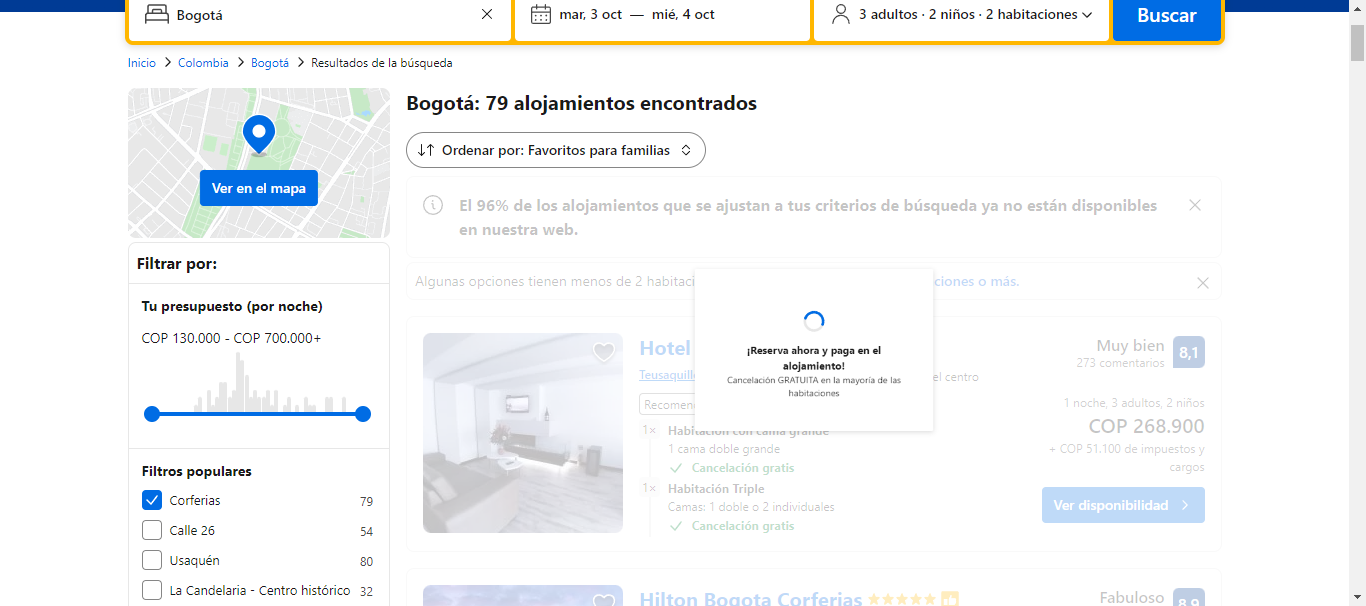 Bogotá
mar, 3 oct — mié, 4 oct
3 adultos · 2 niños · 2 habitaciones
Buscar
Inicio > Colombia > Bogotá > Resultados de la búsqueda
Ver en el mapa
Filtrar por:
Tu presupuesto (por noche)
COP 130.000 - COP 700.000+
Filtros populares
Corferias 79
Calle 26 54
Usaquén 80
La Candelaria - Centro histórico 32
Bogotá: 79 alojamientos encontrados
Ordenar por: Favoritos para familias
El 96% de los alojamientos que se ajustan a tus criterios de búsqueda ya no están disponibles
en nuestra web.
Algunas opciones tienen menos de 2
o más.
¡Reserva ahora y paga en el
alojamiento!
Cancelación GRATUITA en la mayoría de las
habitaciones
Hotel
el centro
Muy bien
273 comentarios
8,1
1× Habitación con cama grande
1 cama doble grande
Cancelación gratis
1× Habitación Triple
Camas: 1 doble o 2 individuales
Cancelación gratis
1 noche, 3 adultos, 2 niños
COP 268.900
+ COP 51.100 de impuestos y
cargos
Ver disponibilidad
Hilton Bogota Corferias
Fabuloso
8,9